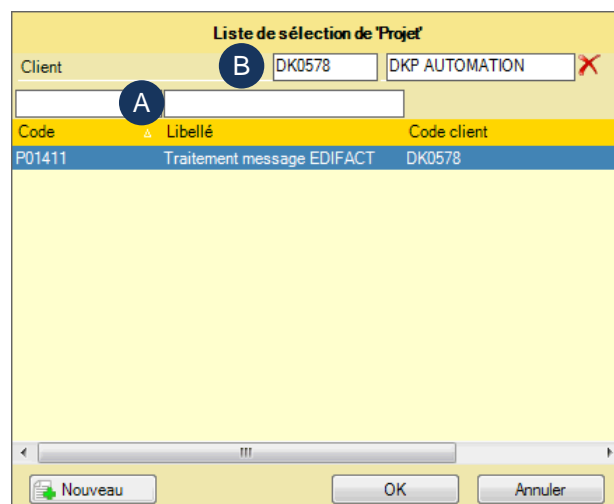 Liste de sélection de 'Projet'
Client B DK0578 DKP AUTOMATION
A
Code Libellé Code client
P01411 Traitement message EDIFACT DK0578
Nouveau OK Annuler